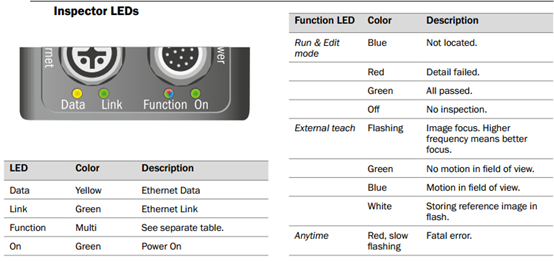 Inspector LEDs
ernet
ower
Data Link Function On
LED Color Description
Data Yellow Ethernet Data
Link Green Ethernet Link
Function Multi See separate table.
On Green Power On
Function LED Color Description
Run & Edit mode Blue Not located.
Red Detail failed.
Green All passed.
Off No inspection.
External teach Flashing Image focus. Higher
frequency means better
focus.
Green No motion in field of view.
Blue Motion in field of view.
White Storing reference image in
flash.
Anytime Red, slow flashing Fatal error.